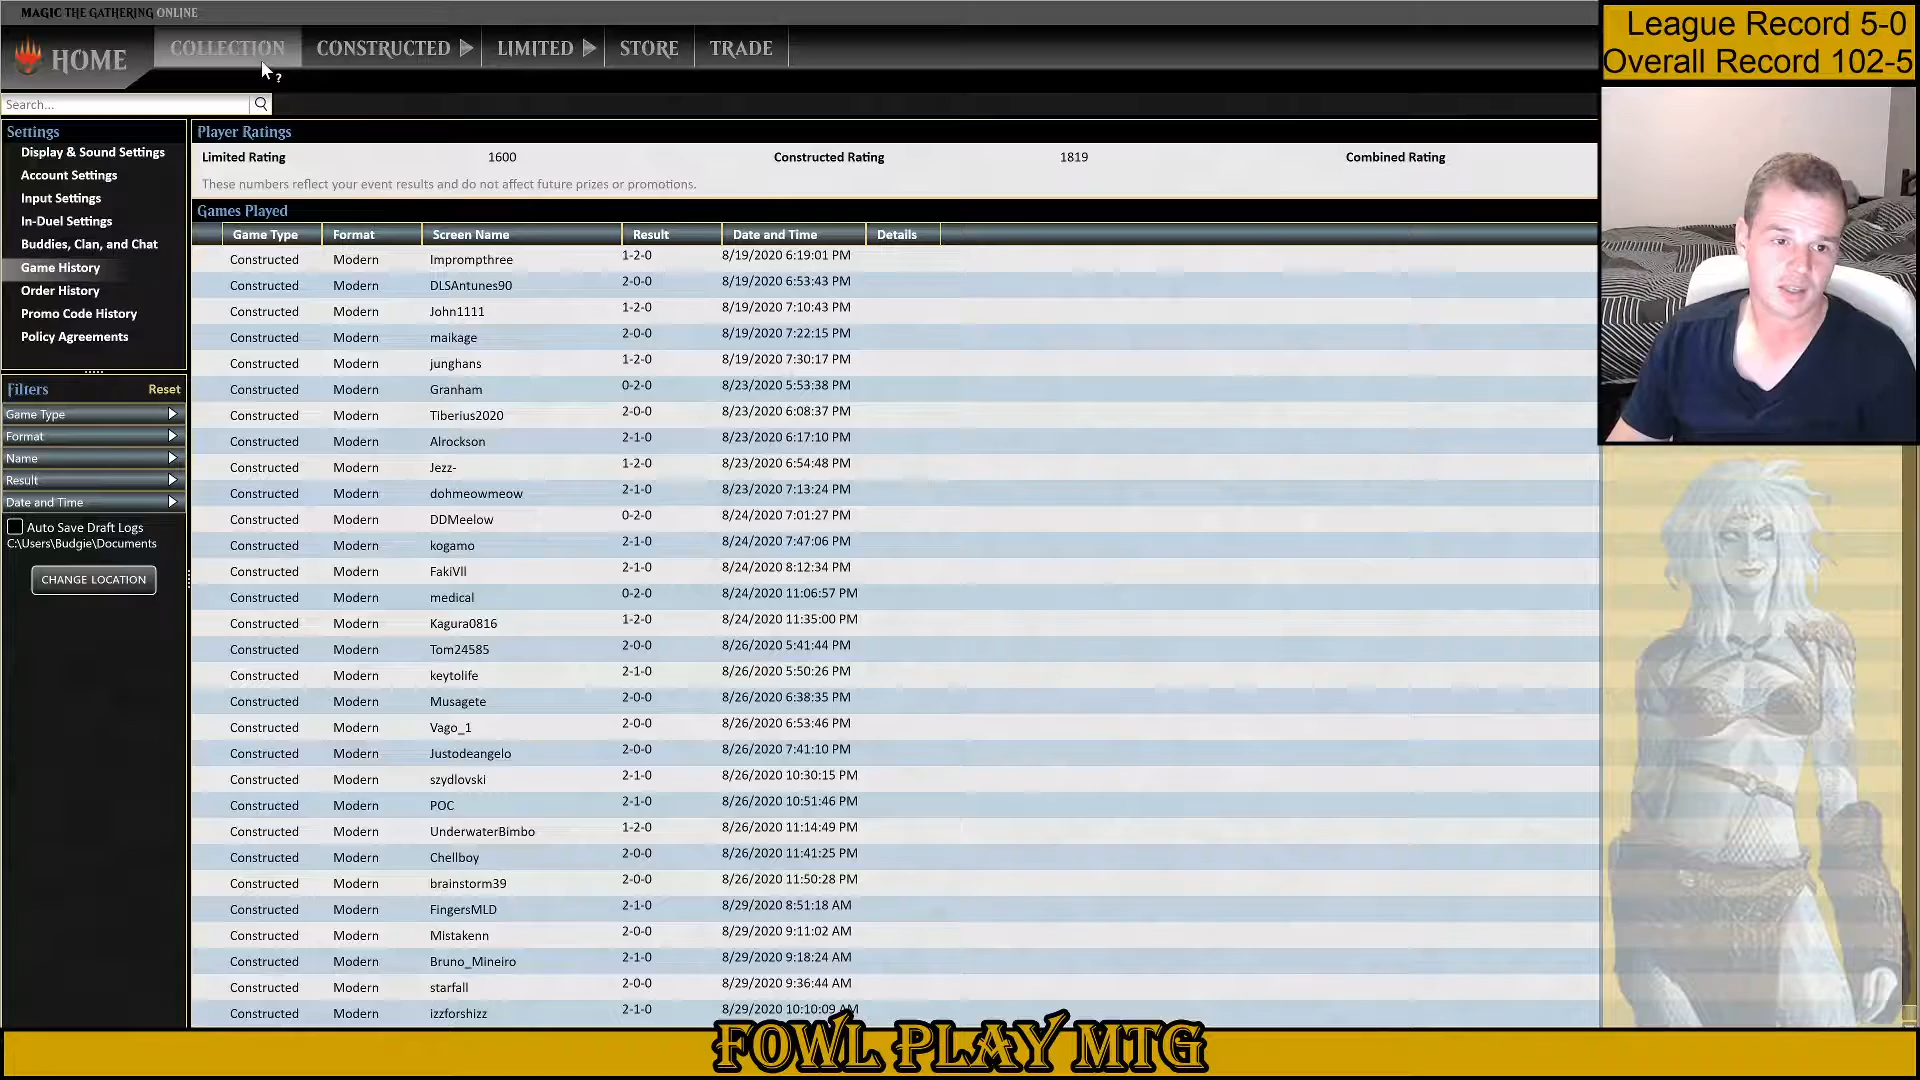 MAGIC THE GATHERING ONLINE
HOME
COLLECTION
CONSTRUCTED
LIMITED
STORE
TRADE
League Record 5-0
Overall Record 102-5
Search...
Settings
Display & Sound Settings
Account Settings
Input Settings
In-Duel Settings
Buddies, Clan, and Chat
Game History
Order History
Promo Code History
Policy Agreements
Filters Reset
Game Type
Format
Name
Result
Date and Time
Auto Save Draft Logs
C:\Users\Budgie\Documents
CHANGE LOCATION
Player Ratings
Limited Rating 1600 Constructed Rating 1819 Combined Rating
These numbers reflect your event results and do not affect future prizes or promotions.
Games Played
Game Type Format Screen Name Result Date and Time Details
Constructed Modern Imprompthree 1-2-0 8/19/2020 6:19:01 PM
Constructed Modern DLSAntunes90 2-0-0 8/19/2020 6:53:43 PM
Constructed Modern John1111 1-2-0 8/19/2020 7:10:43 PM
Constructed Modern malkage 2-0-0 8/19/2020 7:22:15 PM
Constructed Modern junghans 1-2-0 8/19/2020 7:30:17 PM
Constructed Modern Granham 0-2-0 8/23/2020 5:53:38 PM
Constructed Modern Tiberius2020 2-0-0 8/23/2020 6:08:37 PM
Constructed Modern Alrockson 2-1-0 8/23/2020 6:17:10 PM
Constructed Modern Jezz- 1-2-0 8/23/2020 6:54:48 PM
Constructed Modern dohmeowmeow 2-1-0 8/23/2020 7:13:24 PM
Constructed Modern DDMeelow 0-2-0 8/24/2020 7:01:27 PM
Constructed Modern kogamo 2-1-0 8/24/2020 7:47:06 PM
Constructed Modern FakiVll 2-1-0 8/24/2020 8:12:34 PM
Constructed Modern medical 0-2-0 8/24/2020 11:06:57 PM
Constructed Modern Kagura0816 1-2-0 8/24/2020 11:35:00 PM
Constructed Modern Tom24585 2-0-0 8/26/2020 5:41:44 PM
Constructed Modern keytolife 2-1-0 8/26/2020 5:50:26 PM
Constructed Modern Musagete 2-0-0 8/26/2020 6:38:35 PM
Constructed Modern Vago_1 2-0-0 8/26/2020 6:53:46 PM
Constructed Modern Justodeangelo 2-0-0 8/26/2020 7:41:10 PM
Constructed Modern szydlovski 2-1-0 8/26/2020 10:30:15 PM
Constructed Modern POC 2-1-0 8/26/2020 10:51:46 PM
Constructed Modern UnderwaterBimbo 1-2-0 8/26/2020 11:14:49 PM
Constructed Modern Chellboy 2-0-0 8/26/2020 11:41:25 PM
Constructed Modern brainstorm39 2-0-0 8/26/2020 11:50:28 PM
Constructed Modern FingersMLD 2-1-0 8/29/2020 8:51:18 AM
Constructed Modern Mistakenn 2-0-0 8/29/2020 9:11:02 AM
Constructed Modern Bruno_Mineiro 2-1-0 8/29/2020 9:18:24 AM
Constructed Modern starfall 2-0-0 8/29/2020 9:36:44 AM
Constructed Modern izzforshizz 2-1-0 8/29/2020 10:10:09 AM
FOWL PLAY MTG